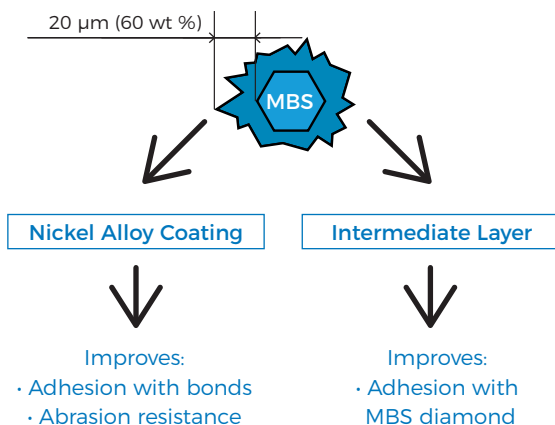 20 µm (60 wt %)
MBS
Nickel Alloy Coating
Intermediate Layer
Improves:
· Adhesion with bonds
· Abrasion resistance
Improves:
· Adhesion with
MBS diamond